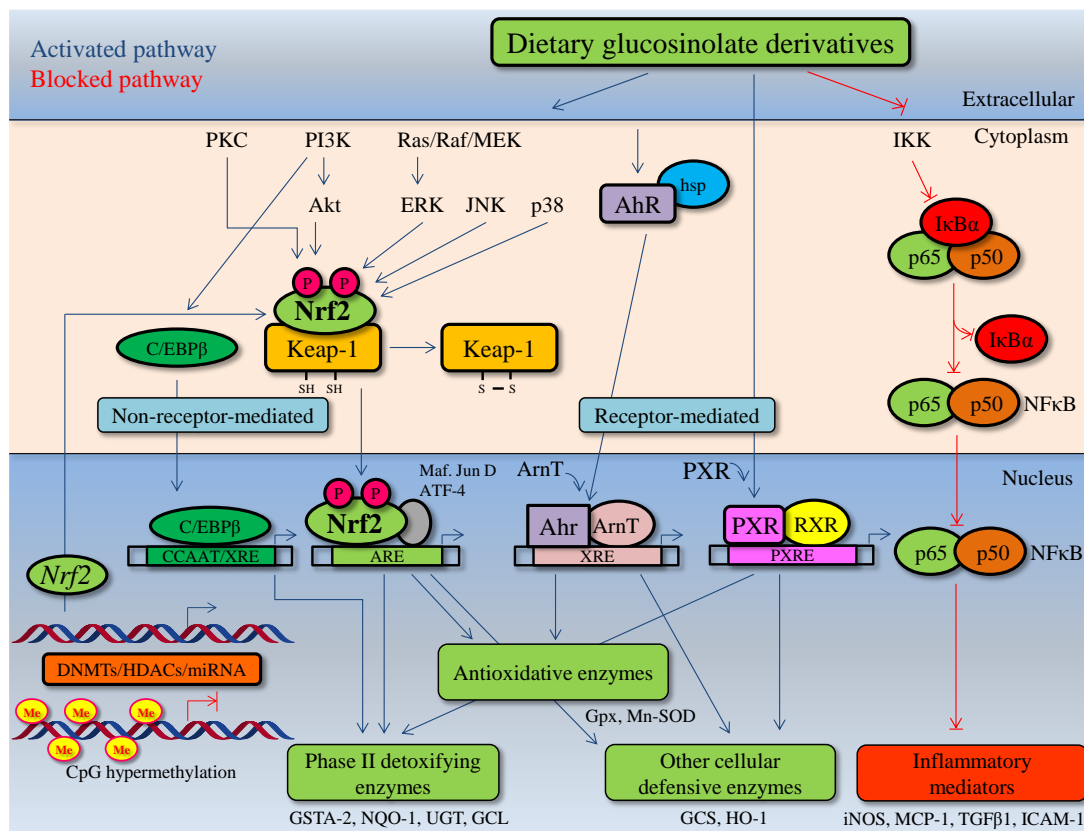 Dietary glucosinolate derivatives
Activated pathway
Blocked pathway
Extracellular
Cytoplasm
PKC
PI3K
Ras/Raf/MEK
IKK
hsp
AhR
Akt
ERK
JNK
p38
IκBα
p65
p50
P
P
Nrf2
Keap-1
SH
SH
Keap-1
S
S
C/EBPβ
IκBα
p65
p50
NFκB
Non-receptor-mediated
Receptor-mediated
Nucleus
Maf. Jun D
ATF-4
ArnT
PXR
P
P
Nrf2
C/EBPβ
Ahr
ArnT
PXR
RXR
CCAAT/XRE
ARE
XRE
PXRE
p65
p50
NFκB
Nrf2
DNMTs/HDACs/miRNA
Antioxidative enzymes
Gpx, Mn-SOD
Me
Me
Me
Me
Me
CpG hypermethylation
Phase II detoxifying
enzymes
GSTA-2, NQO-1, UGT, GCL
Other cellular
defensive enzymes
GCS, HO-1
Inflammatory
mediators
iNOS, MCP-1, TGFβ1, ICAM-1